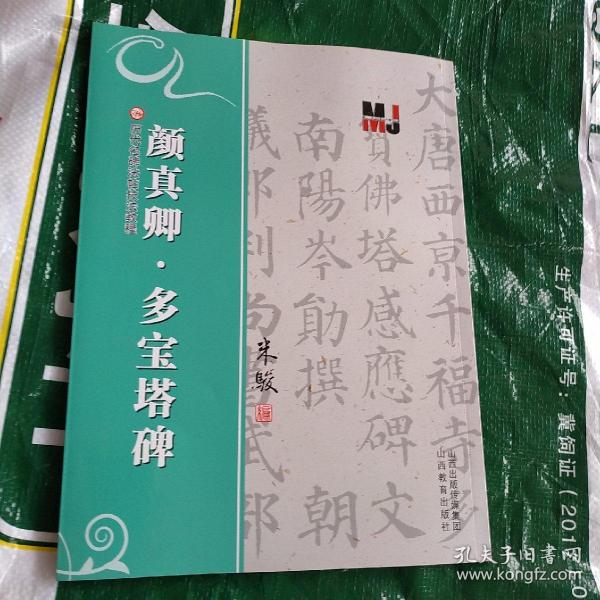 颜真卿·多宝塔碑
MJ
大唐西京千福寺多
寶佛塔感應碑文
南陽岑勛撰
朝
議郎判尚書武部
米駿
编
山西出版传媒集团
山西教育出版社
生产许可证号：冀饲证（201
孔夫子旧书网
www.kongfz.com